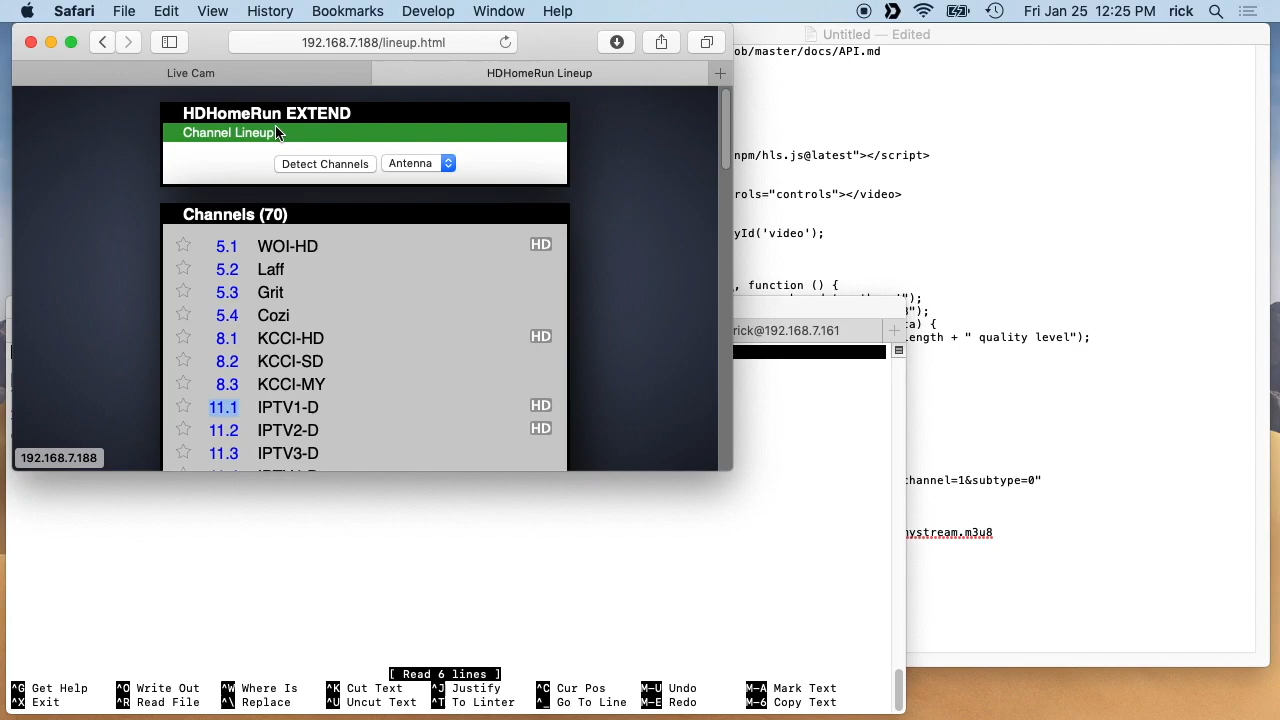 Safari File Edit View History Bookmarks Develop Window Help
Fri Jan 25 12:25 PM rick
192.168.7.188/lineup.html
Untitled — Edited
ob/master/docs/API.md
Live Cam
HDHomeRun Lineup
HDHomeRun EXTEND
Channel Lineup
Detect Channels
Antenna
npm/hls.js@latest"></script>
rols="controls"></video>
Channels (70)
yId('video');
5.1 WOI-HD HD
5.2 Laff
5.3 Grit
, function () {
5.4 Cozi
");
a) {
rick@192.168.7.161
8.1 KCCI-HD HD
ength + " quality level");
8.2 KCCI-SD
8.3 KCCI-MY
11.1 IPTV1-D HD
11.2 IPTV2-D HD
11.3 IPTV3-D
192.168.7.188
hannel=1&subtype=0"
mystream.m3u8
[ Read 6 lines ]
^G Get Help ^O Write Out ^W Where Is ^K Cut Text ^J Justify ^C Cur Pos M-U Undo M-A Mark Text
^X Exit ^R Read File ^\ Replace ^U Uncut Text ^T To Linter ^_ Go To Line M-E Redo M-6 Copy Text